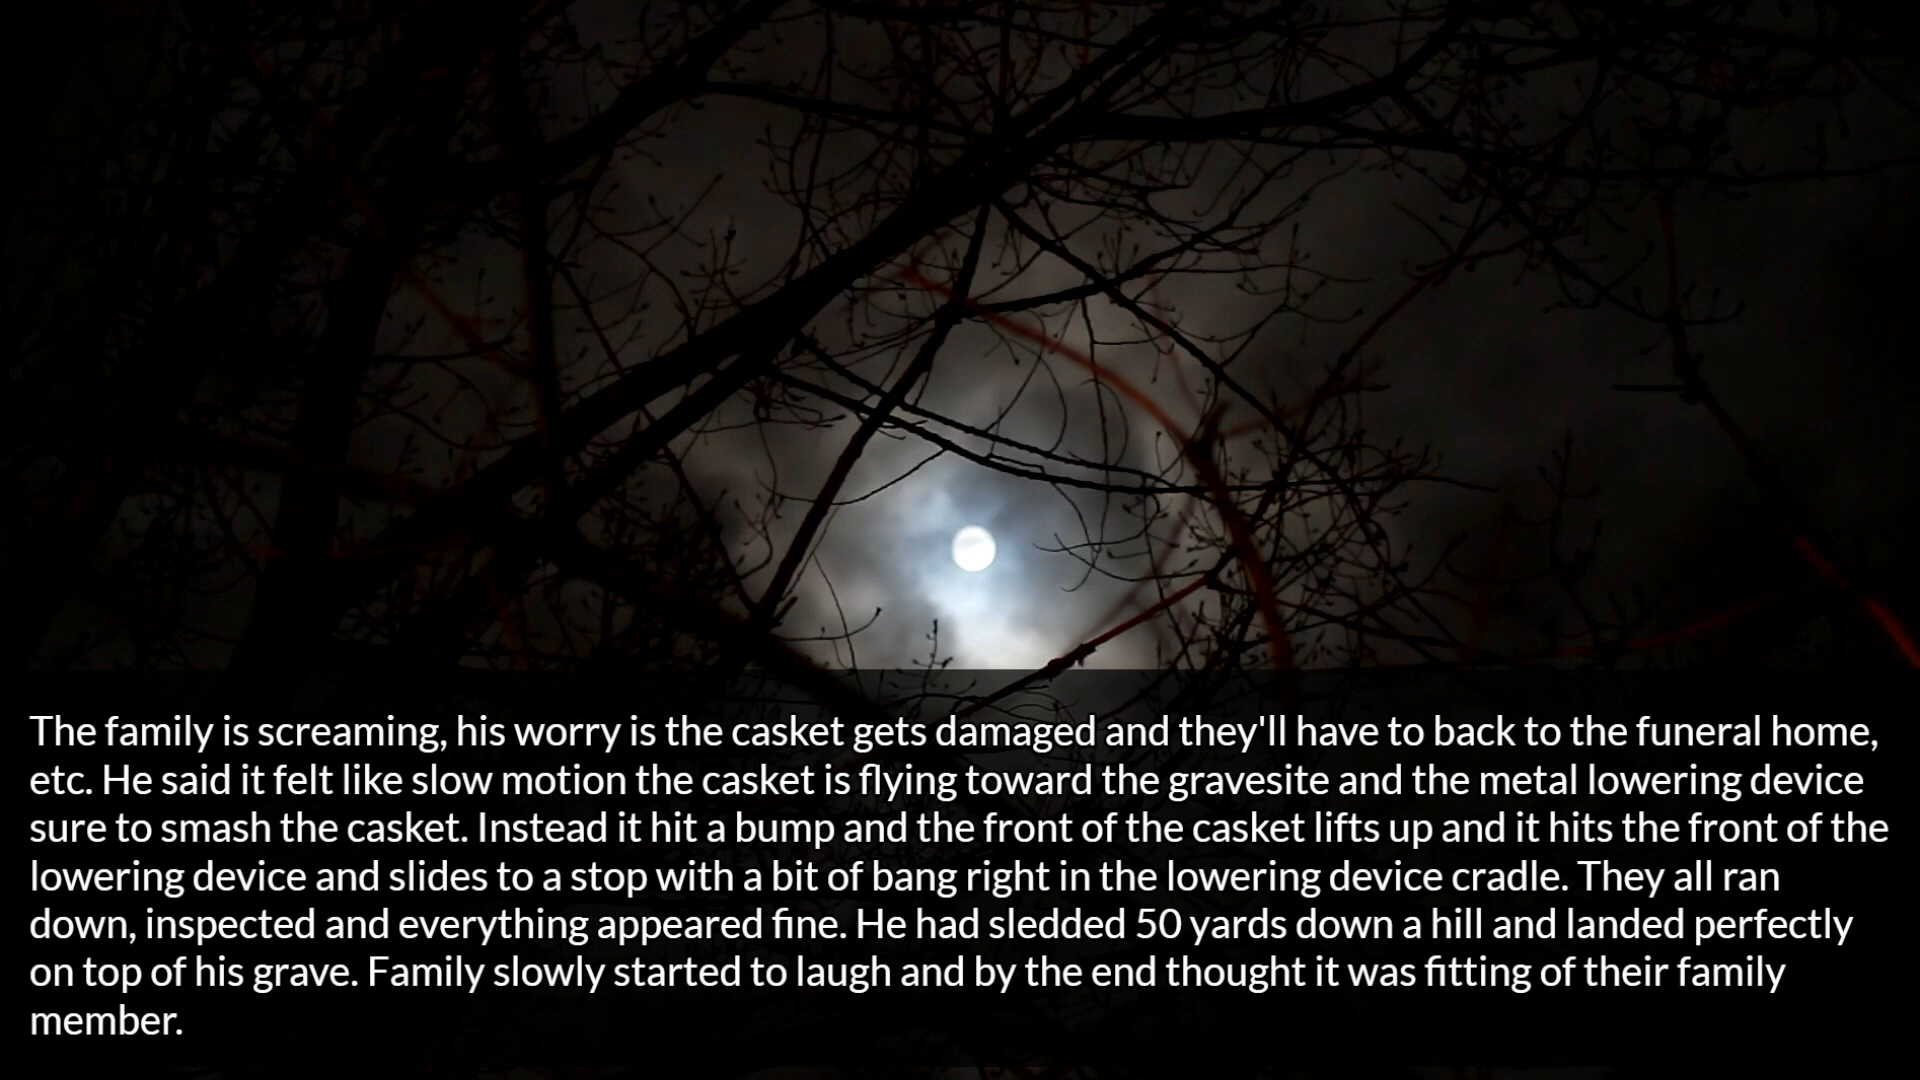 The family is screaming, his worry is the casket gets damaged and they'll have to back to the funeral home,
etc. He said it felt like slow motion the casket is flying toward the gravesite and the metal lowering device
sure to smash the casket. Instead it hit a bump and the front of the casket lifts up and it hits the front of the
lowering device and slides to a stop with a bit of bang right in the lowering device cradle. They all ran
down, inspected and everything appeared fine. He had sledded 50 yards down a hill and landed perfectly
on top of his grave. Family slowly started to laugh and by the end thought it was fitting of their family
member.